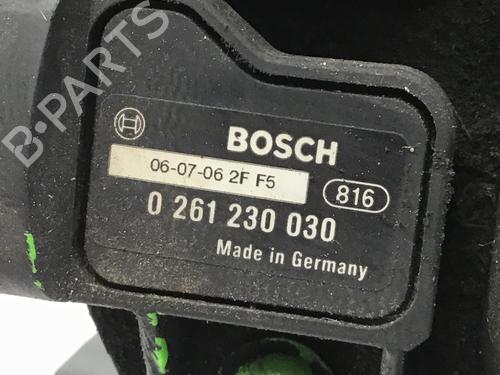 B-PARTS
BOSCH
06-07-06 2F F5
816
0 261 230 030
Made in Germany